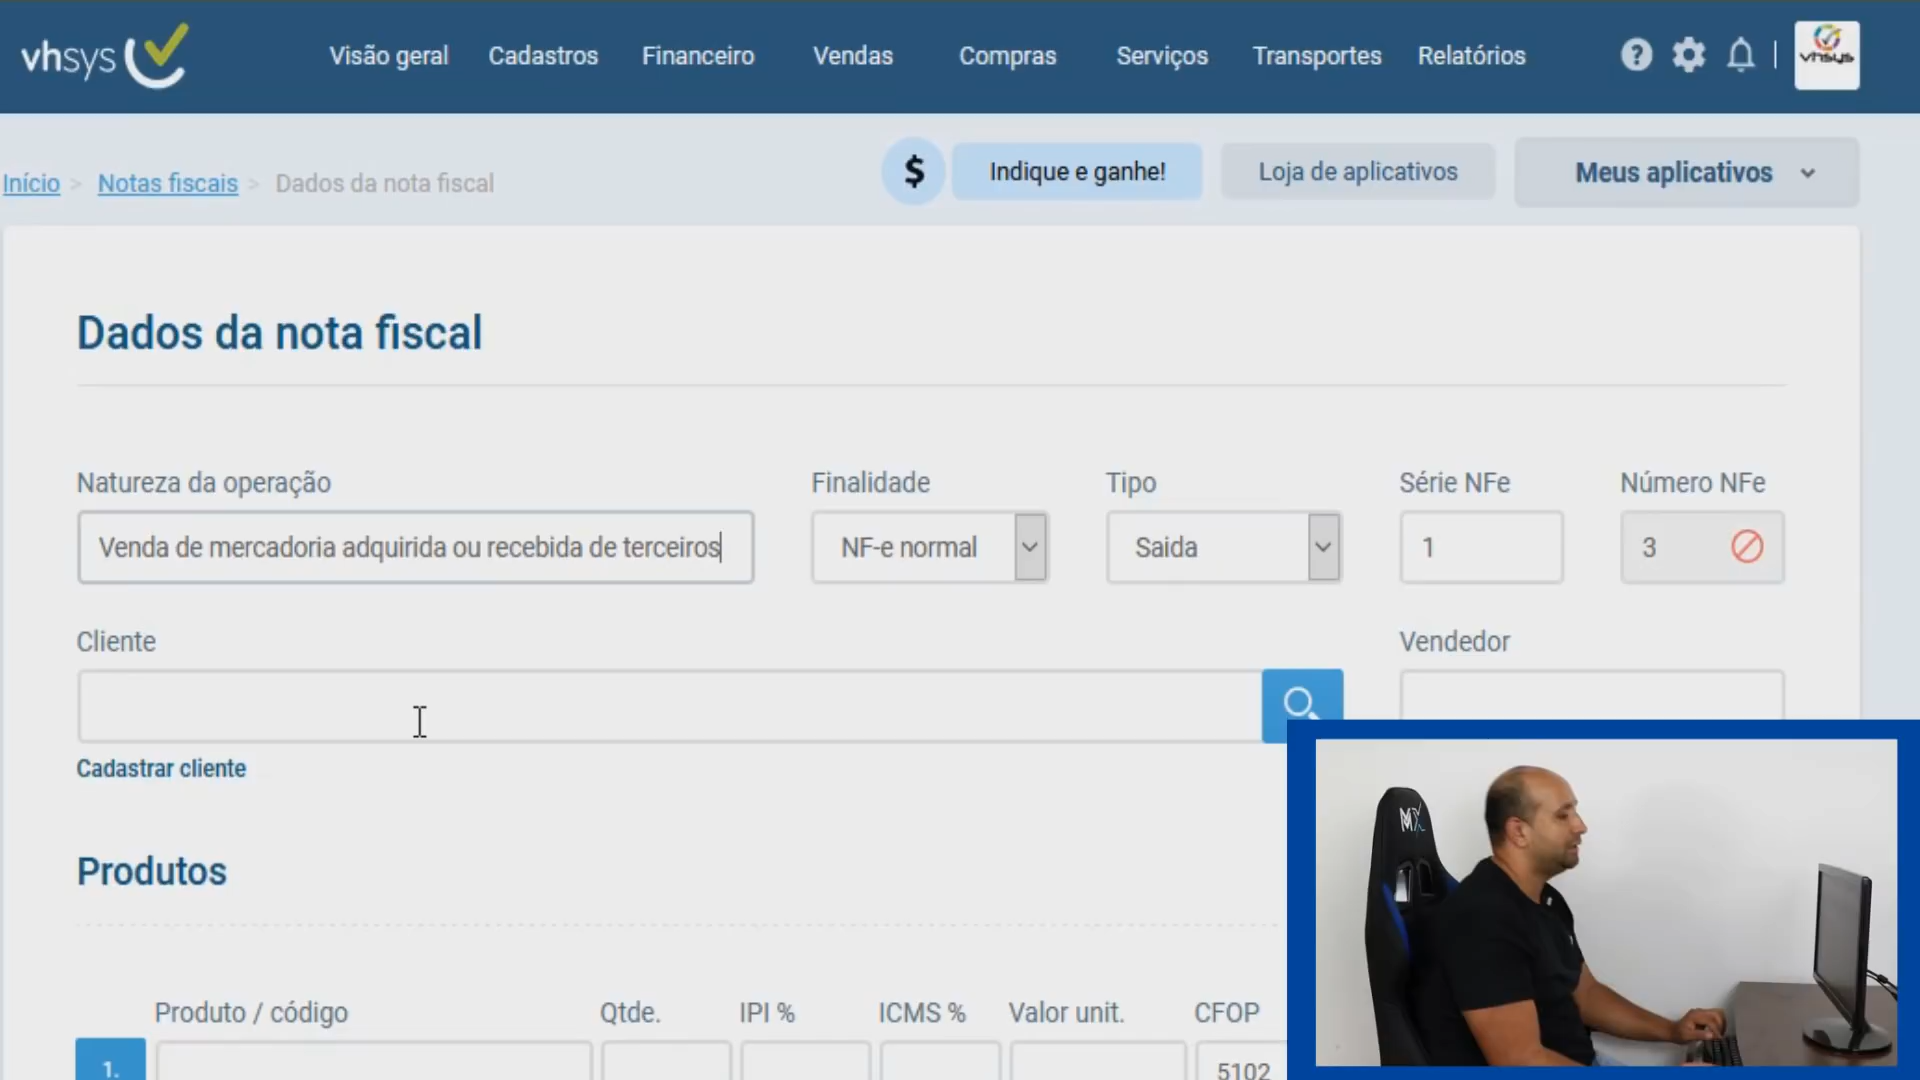 vhsys
Visão geral Cadastros Financeiro Vendas Compras Serviços Transportes Relatórios
? | vhsys
Início > Notas fiscais > Dados da nota fiscal
$ Indique e ganhe! Loja de aplicativos Meus aplicativos
Dados da nota fiscal
Natureza da operação Finalidade Tipo Série NFe Número NFe
Venda de mercadoria adquirida ou recebida de terceiros NF-e normal Saida 1 3
Cliente Vendedor
Cadastrar cliente
Produtos
Produto / código Qtde. IPI % ICMS % Valor unit. CFOP
1. 5102
MX